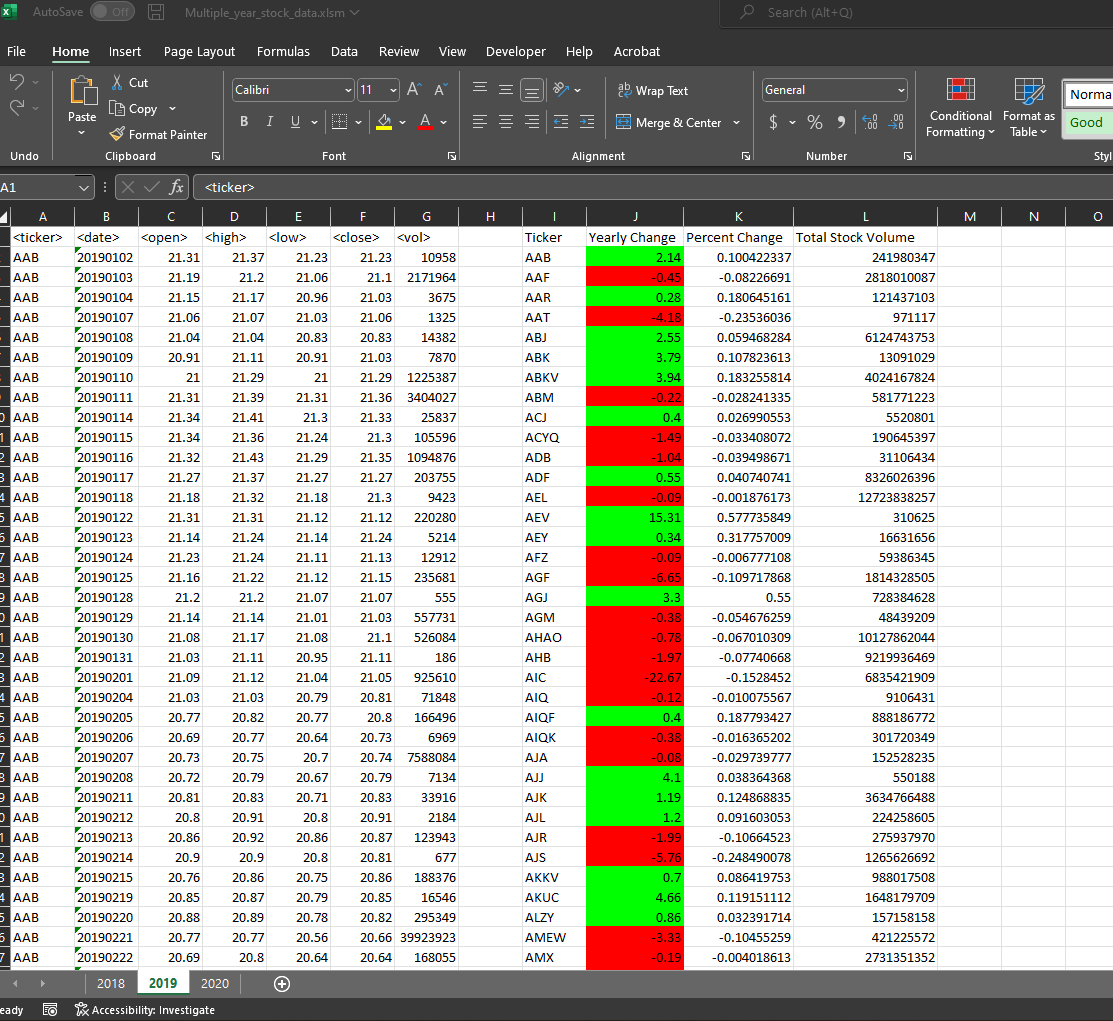 AutoSave Off Multiple_year_stock_data.xlsm Search (Alt+Q)
File Home Insert Page Layout Formulas Data Review View Developer Help Acrobat
Paste Cut Copy Format Painter Calibri 11 A A ab Wrap Text General Conditional Formatting Format as Table Norma
B I U A Merge & Center $ % 9 Good
Undo Clipboard Font Alignment Number Styl
A1 fx <ticker>
A B C D E F G H I J K L M N O
<ticker> <date> <open> <high> <low> <close> <vol> Ticker Yearly Change Percent Change Total Stock Volume
AAB 20190102 21.31 21.37 21.23 21.23 10958 AAB 2.14 0.100422337 241980347
AAB 20190103 21.19 21.2 21.06 21.1 2171964 AAF -0.45 -0.08226691 2818010087
AAB 20190104 21.15 21.17 20.96 21.03 3675 AAR 0.28 0.180645161 121437103
AAB 20190107 21.06 21.07 21.03 21.06 1325 AAT -4.18 -0.23536036 971117
AAB 20190108 21.04 21.04 20.83 20.83 14382 ABJ 2.55 0.059468284 6124743753
AAB 20190109 20.91 21.11 20.91 21.03 7870 ABK 3.79 0.107823613 13091029
AAB 20190110 21 21.29 21 21.29 1225387 ABKV 3.94 0.183255814 4024167824
AAB 20190111 21.31 21.39 21.31 21.36 3404027 ABM -0.22 -0.028241335 581771223
AAB 20190114 21.34 21.41 21.3 21.33 25837 ACJ 0.4 0.026990553 5520801
AAB 20190115 21.34 21.36 21.24 21.3 105596 ACYQ -1.49 -0.033408072 190645397
AAB 20190116 21.32 21.43 21.29 21.35 1094876 ADB -1.04 -0.039498671 31106434
AAB 20190117 21.27 21.37 21.27 21.27 203755 ADF 0.55 0.040740741 8326026396
AAB 20190118 21.18 21.32 21.18 21.3 9423 AEL -0.09 -0.001876173 12723838257
AAB 20190122 21.31 21.31 21.12 21.12 220280 AEV 15.31 0.577735849 310625
AAB 20190123 21.14 21.24 21.14 21.24 5214 AEY 0.34 0.317757009 16631656
AAB 20190124 21.23 21.24 21.11 21.13 12912 AFZ -0.09 -0.006777108 59386345
AAB 20190125 21.16 21.22 21.12 21.15 235681 AGF -6.65 -0.109717868 1814328505
AAB 20190128 21.2 21.2 21.07 21.07 555 AGJ 3.3 0.55 728384628
AAB 20190129 21.14 21.14 21.01 21.03 557731 AGM -0.38 -0.054676259 48439209
AAB 20190130 21.08 21.17 21.08 21.1 526084 AHAO -0.78 -0.067010309 10127862044
AAB 20190131 21.03 21.11 20.95 21.11 186 AHB -1.97 -0.07740668 9219936469
AAB 20190201 21.09 21.12 21.04 21.05 925610 AIC -22.67 -0.1528452 6835421909
AAB 20190204 21.03 21.03 20.79 20.81 71848 AIQ -0.12 -0.010075567 9106431
AAB 20190205 20.77 20.82 20.77 20.8 166496 AIQF 0.4 0.187793427 888186772
AAB 20190206 20.69 20.77 20.64 20.73 6969 AIQK -0.38 -0.016365202 301720349
AAB 20190207 20.73 20.75 20.7 20.74 7588084 AJA -0.08 -0.029739777 152528235
AAB 20190208 20.72 20.79 20.67 20.79 7134 AJJ 4.1 0.038364368 550188
AAB 20190211 20.81 20.83 20.71 20.83 33916 AJK 1.19 0.124868835 3634766488
AAB 20190212 20.8 20.91 20.8 20.91 2184 AJL 1.2 0.091603053 224258605
AAB 20190213 20.86 20.92 20.86 20.87 123943 AJR -1.99 -0.10664523 275937970
AAB 20190214 20.9 20.9 20.8 20.81 677 AJS -5.76 -0.248490078 1265626692
AAB 20190215 20.76 20.86 20.75 20.86 188376 AKKV 0.7 0.086419753 988017508
AAB 20190219 20.85 20.87 20.79 20.85 16546 AKUC 4.66 0.119151112 1648179709
AAB 20190220 20.88 20.89 20.78 20.82 295349 ALZY 0.86 0.032391714 157158158
AAB 20190221 20.77 20.77 20.56 20.66 39923923 AMEW -3.33 -0.10455259 421225572
AAB 20190222 20.69 20.8 20.64 20.64 168055 AMX -0.19 -0.004018613 2731351352
2018 2019 2020
eady Accessibility: Investigate